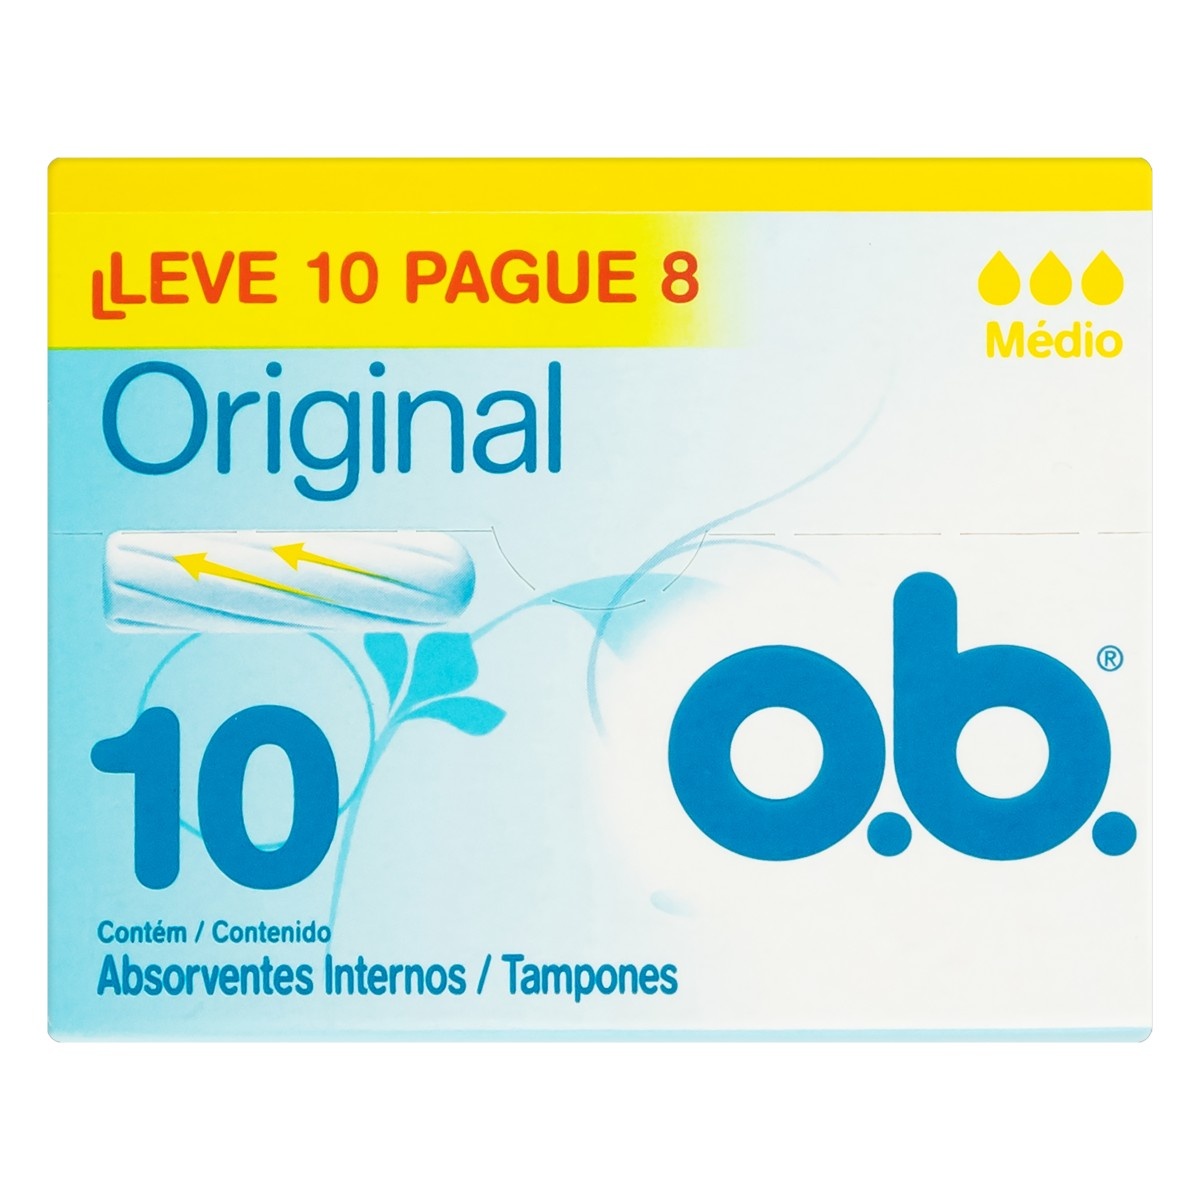 LLEVE 10 PAGUE 8
Médio
Original
o.b.®
10
Contém / Contenido
Absorventes Internos / Tampones